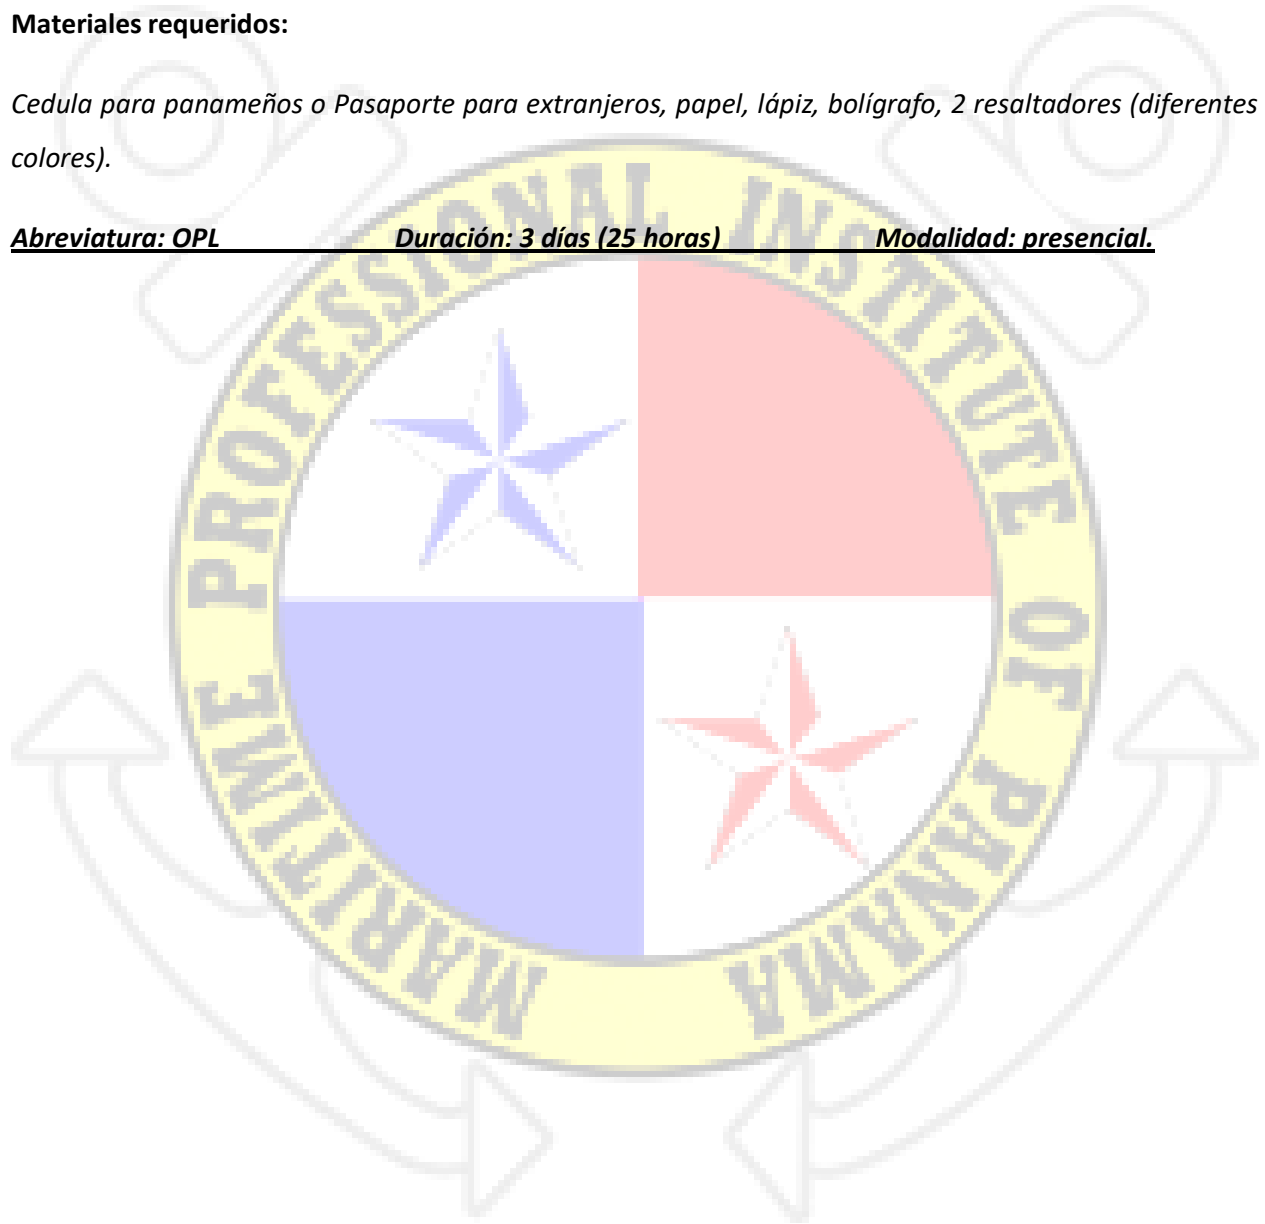 Materiales requeridos:
Cedula para panameños o Pasaporte para extranjeros, papel, lápiz, bolígrafo, 2 resaltadores (diferentes
colores).
Abreviatura: OPL Duración: 3 días (25 horas) Modalidad: presencial.
MARITIME PROFESSIONAL INSTITUTE OF PANAMA